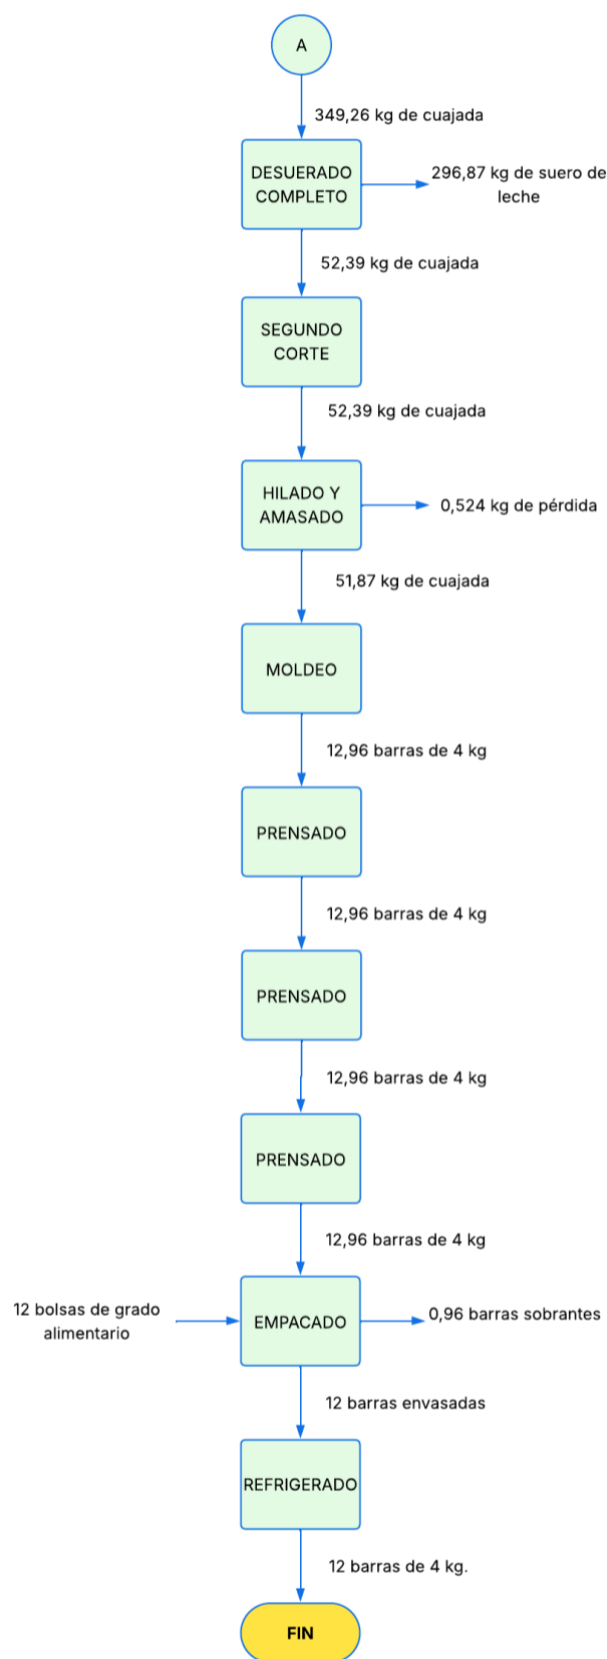 A
349,26 kg de cuajada
DESUERADO
COMPLETO
296,87 kg de suero de
leche
52,39 kg de cuajada
SEGUNDO
CORTE
52,39 kg de cuajada
HILADO Y
AMASADO
0,524 kg de pérdida
51,87 kg de cuajada
MOLDEO
12,96 barras de 4 kg
PRENSADO
12,96 barras de 4 kg
PRENSADO
12,96 barras de 4 kg
PRENSADO
12,96 barras de 4 kg
12 bolsas de grado
alimentario
EMPACADO
0,96 barras sobrantes
12 barras envasadas
REFRIGERADO
12 barras de 4 kg.
FIN